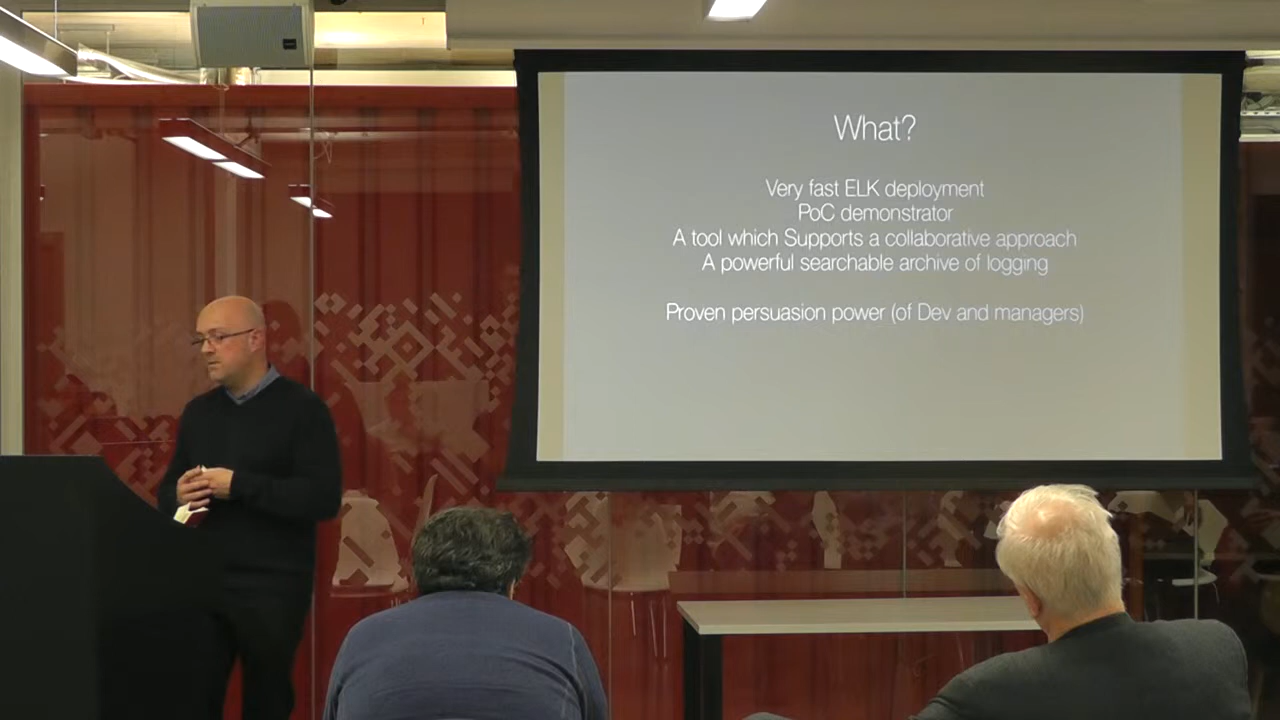 What?
Very fast ELK deployment
PoC demonstrator
A tool which Supports a collaborative approach
A powerful searchable archive of logging
Proven persuasion power (of Dev and managers)